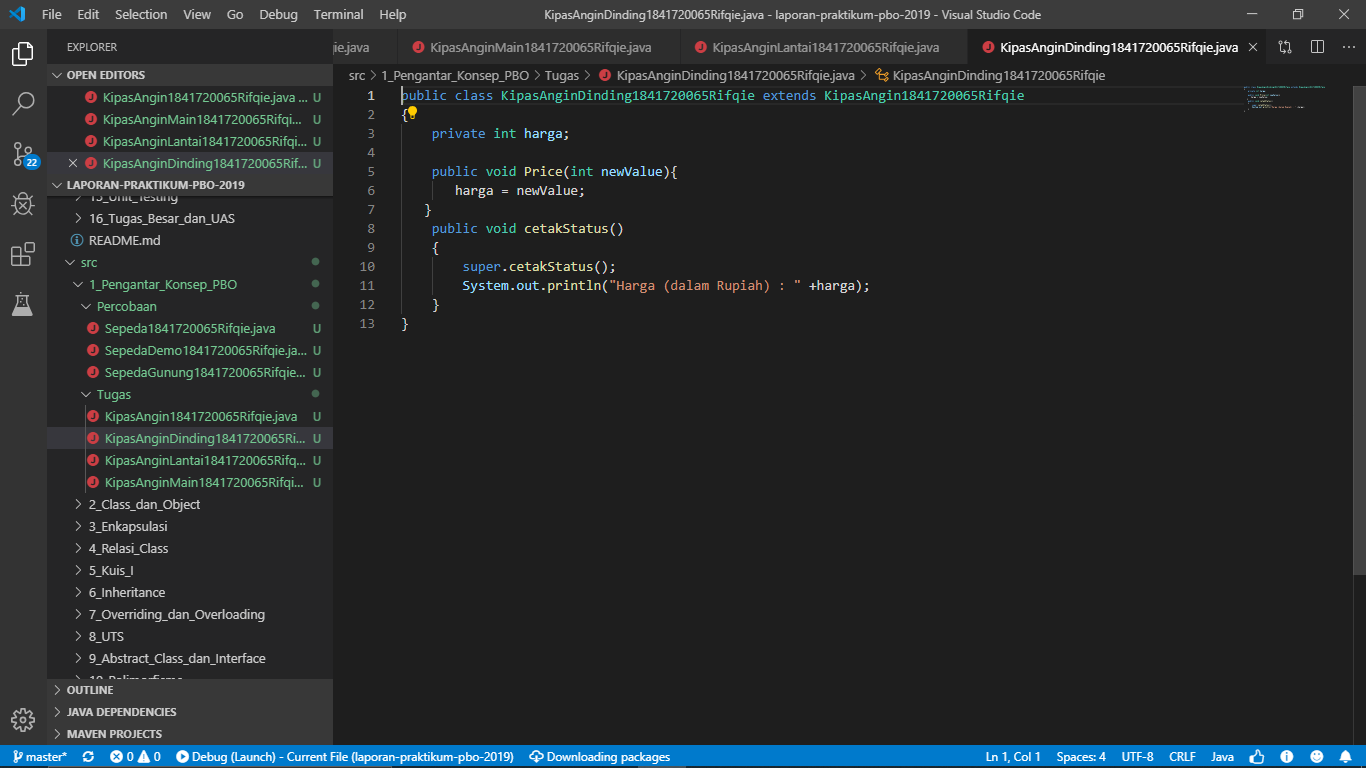 File Edit Selection View Go Debug Terminal Help
KipasAnginDinding1841720065Rifqie.java - laporan-praktikum-pbo-2019 - Visual Studio Code
EXPLORER
OPEN EDITORS
KipasAngin1841720065Rifqie.java ... U
KipasAnginMain1841720065Rifqi... U
KipasAnginLantai1841720065Rifqi... U
KipasAnginDinding1841720065Rif... U
LAPORAN-PRAKTIKUM-PBO-2019
15_Unit_Testing
16_Tugas_Besar_dan_UAS
README.md
src
1_Pengantar_Konsep_PBO
Percobaan
Sepeda1841720065Rifqie.java U
SepedaDemo1841720065Rifqie.ja... U
SepedaGunung1841720065Rifqie... U
Tugas
KipasAngin1841720065Rifqie.java U
KipasAnginDinding1841720065Ri... U
KipasAnginLantai1841720065Rifq... U
KipasAnginMain1841720065Rifqi... U
2_Class_dan_Object
3_Enkapsulasi
4_Relasi_Class
5_Kuis_I
6_Inheritance
7_Overriding_dan_Overloading
8_UTS
9_Abstract_Class_dan_Interface
OUTLINE
JAVA DEPENDENCIES
MAVEN PROJECTS
22
ie.java
KipasAnginMain1841720065Rifqie.java
KipasAnginLantai1841720065Rifqie.java
KipasAnginDinding1841720065Rifqie.java
src > 1_Pengantar_Konsep_PBO > Tugas > KipasAnginDinding1841720065Rifqie.java > KipasAnginDinding1841720065Rifqie
1 public class KipasAnginDinding1841720065Rifqie extends KipasAngin1841720065Rifqie
2 {
3 private int harga;
4
5 public void Price(int newValue){
6 harga = newValue;
7 }
8 public void cetakStatus()
9 {
10 super.cetakStatus();
11 System.out.println("Harga (dalam Rupiah) : " +harga);
12 }
13 }
master* 0 0 Debug (Launch) - Current File (laporan-praktikum-pbo-2019) Downloading packages
Ln 1, Col 1 Spaces: 4 UTF-8 CRLF Java